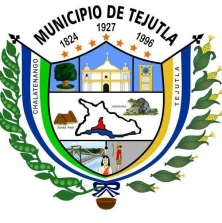 MUNICIPIO DE TEJUTLA
1927
1824 1996
CHALATENANGO
TEJUTLA